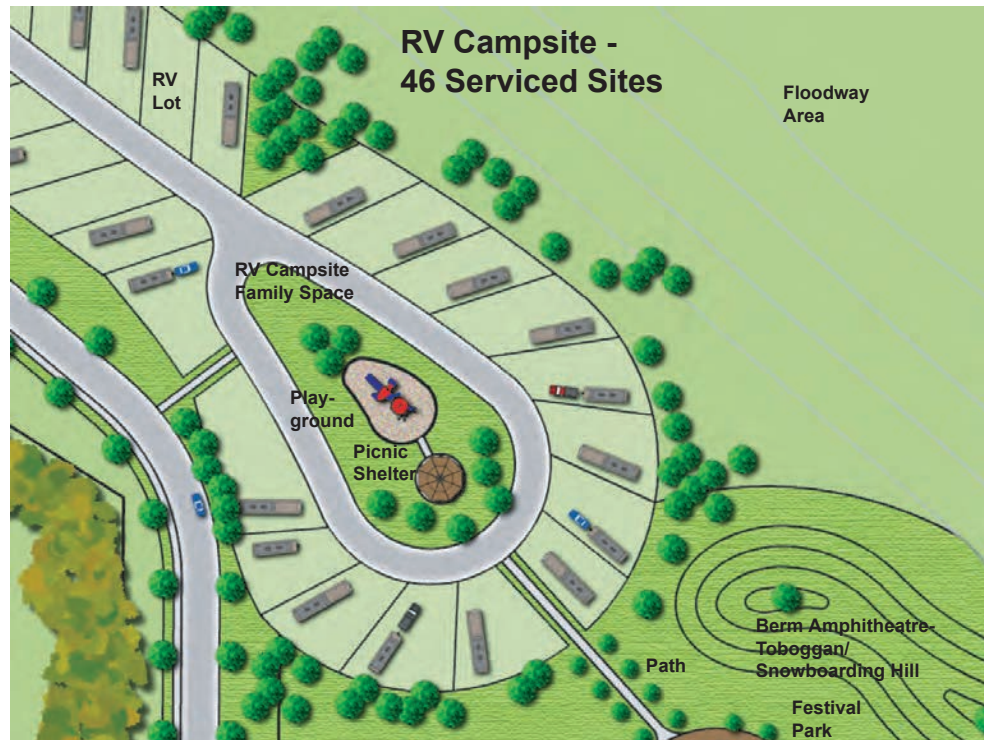 RV Campsite -
46 Serviced Sites
RV
Lot
Floodway
Area
RV Campsite
Family Space
Play-
ground
Picnic
Shelter
Berm Amphitheatre-
Toboggan/
Snowboarding Hill
Path
Festival
Park